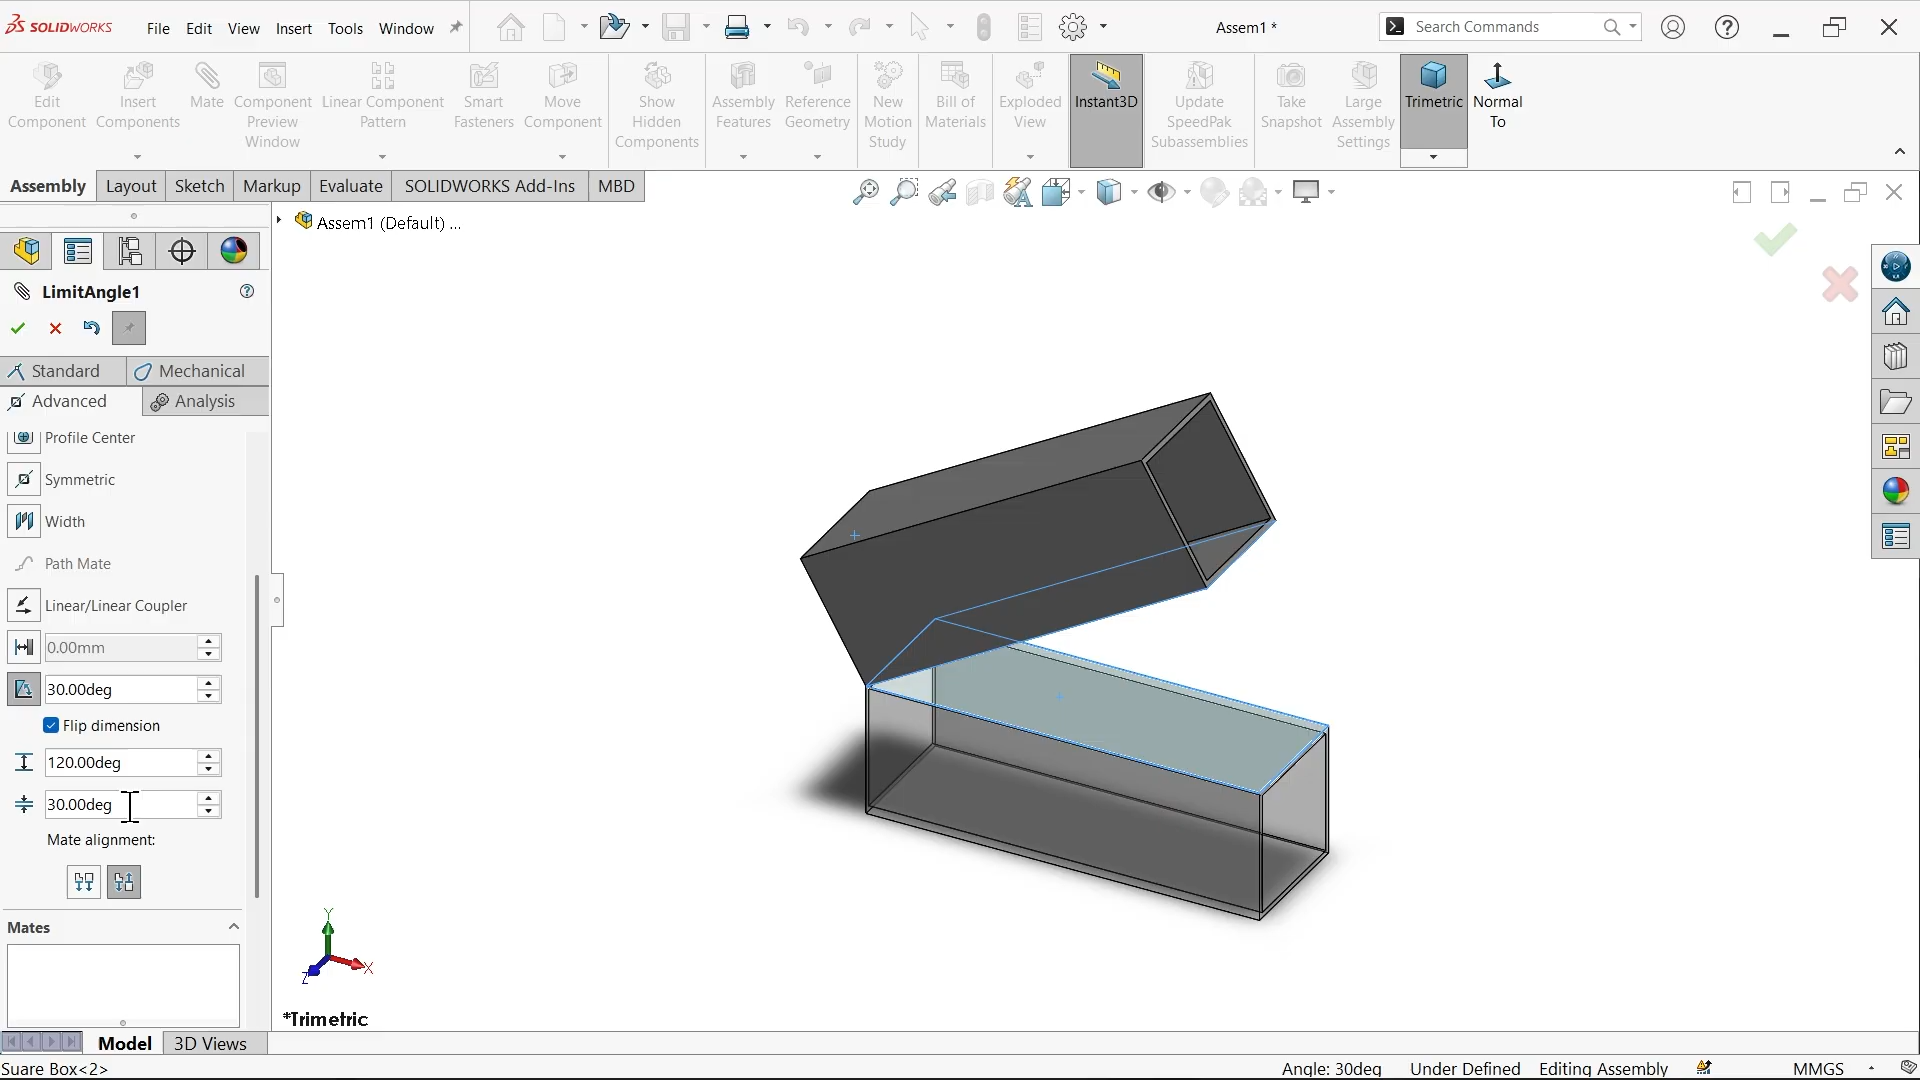 SOLIDWORKS File Edit View Insert Tools Window Assem1 * Search Commands
Edit Component
Insert Components
Mate
Component Preview Window
Linear Component Pattern
Smart Fasteners
Move Component
Show Hidden Components
Assembly Features
Reference Geometry
New Motion Study
Bill of Materials
Exploded View
Instant3D
Update SpeedPak Subassemblies
Take Snapshot
Large Assembly Settings
Trimetric
Normal To
Assembly Layout Sketch Markup Evaluate SOLIDWORKS Add-Ins MBD
Assem1 (Default) ...
LimitAngle1
Standard Mechanical
Advanced Analysis
Profile Center
Symmetric
Width
Path Mate
Linear/Linear Coupler
0.00mm
30.00deg
Flip dimension
120.00deg
30.00deg
Mate alignment:
Mates
Y
X
Z
*Trimetric
Model 3D Views
Suare Box<2> Angle: 30deg Under Defined Editing Assembly MMGS